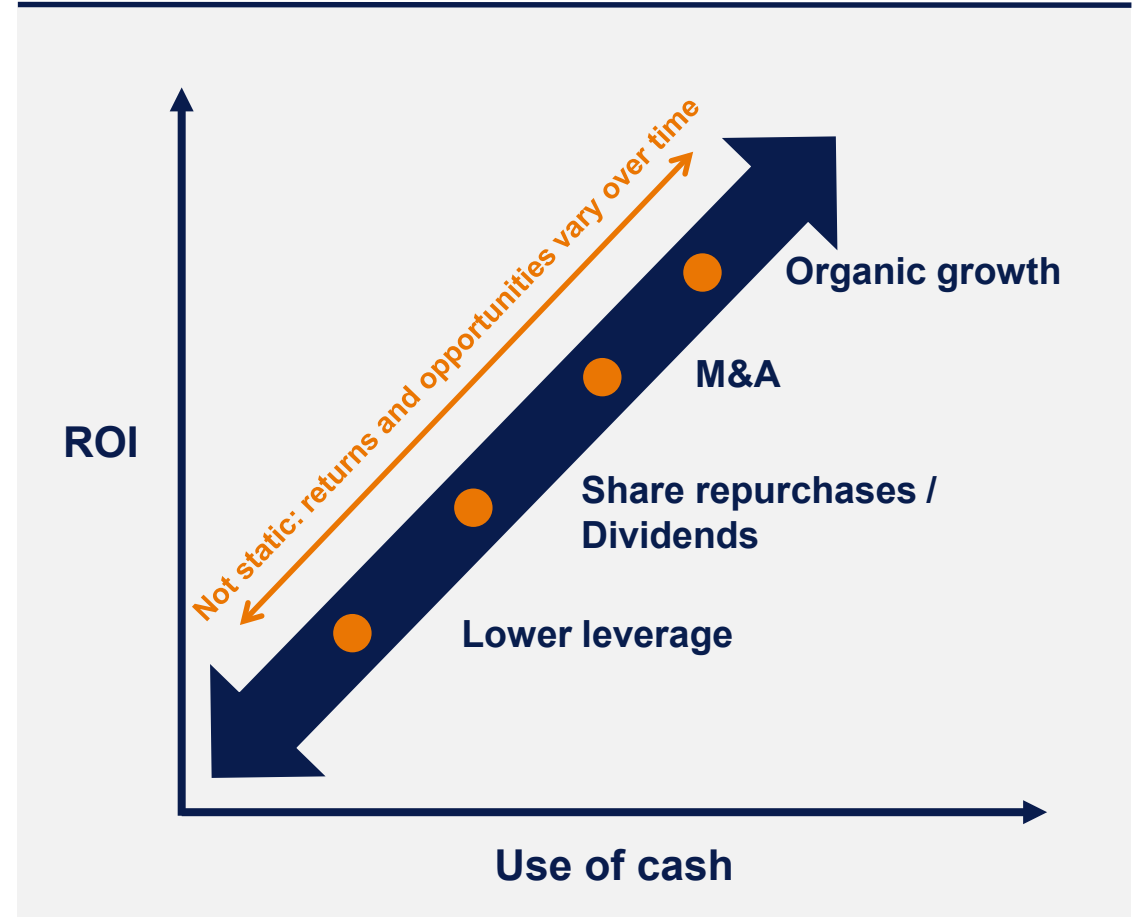 Not static: returns and opportunities vary over time
Organic growth
M&A
ROI
Share repurchases /
Dividends
Lower leverage
Use of cash